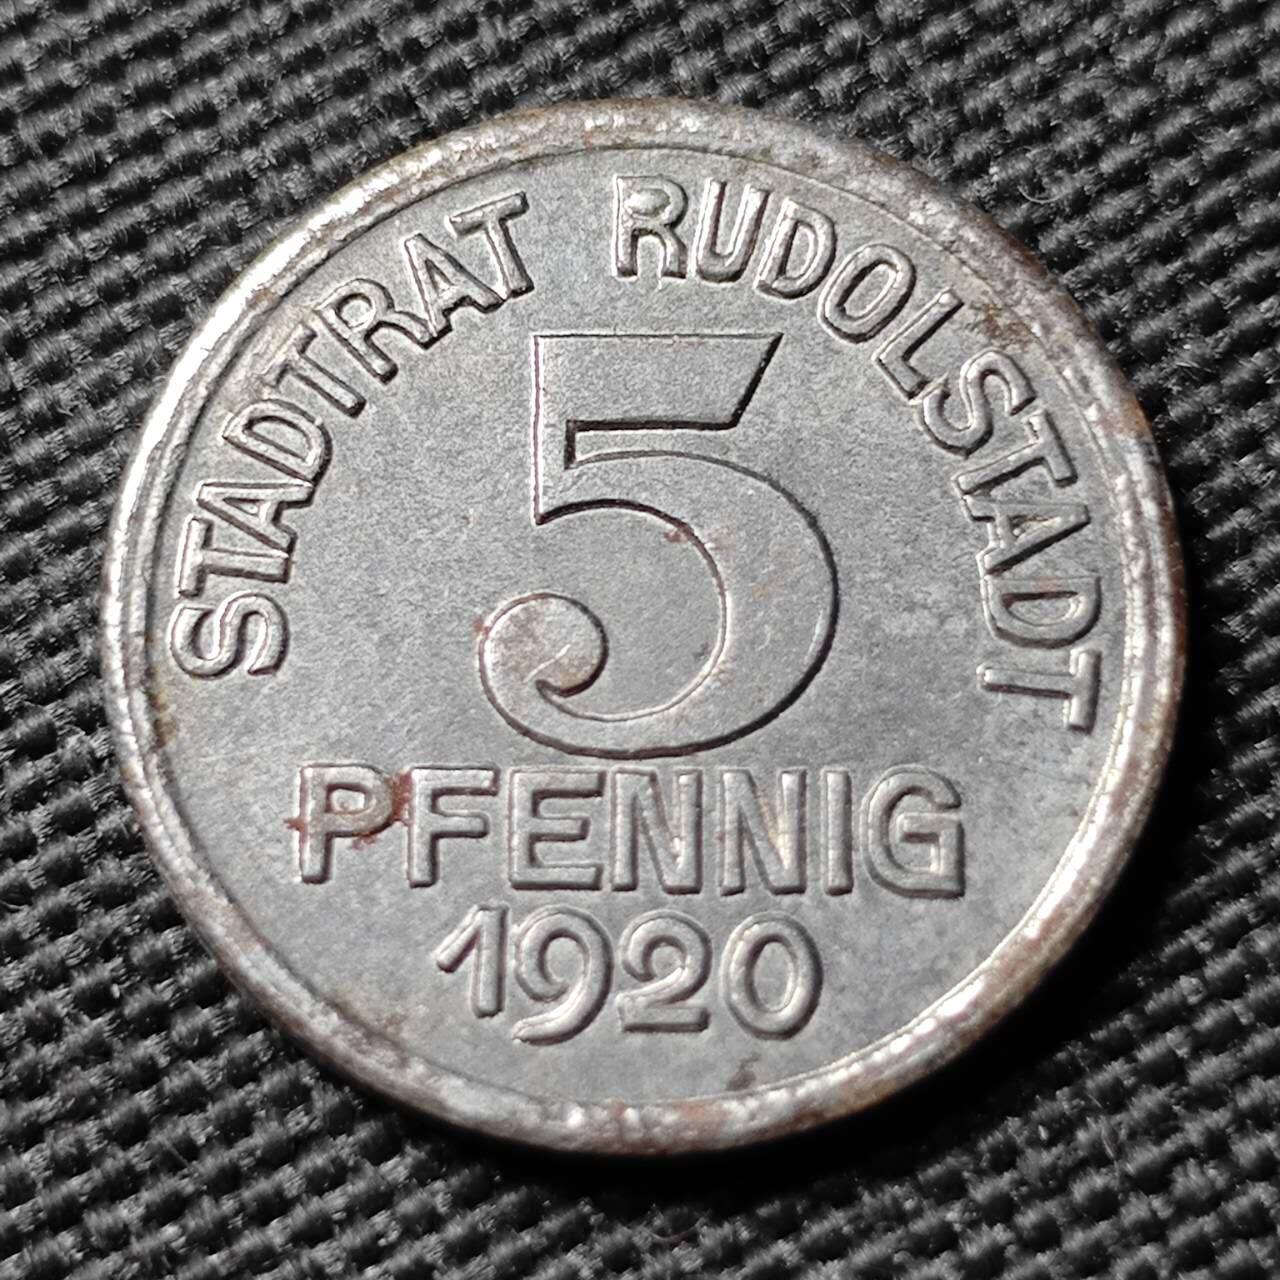 STADTRAT RUDOLSTADT
5
PFENNIG
1920